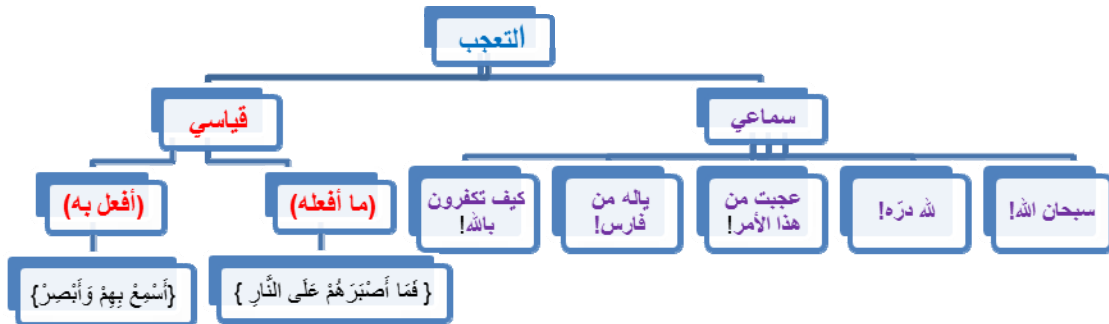 التعجب
سماعي
قياسي
سبحان الله!
لله درّه!
عجبت من
هذا الأمر!
ياله من
فارس!
كيف تكفرون
بالله!
(ما أفعله)
(أفعل به)
{ فَمَا أَصْبَرَهُمْ عَلَى النَّارِ }
{أَسْمِعْ بِهِمْ وَأَبْصِرْ}